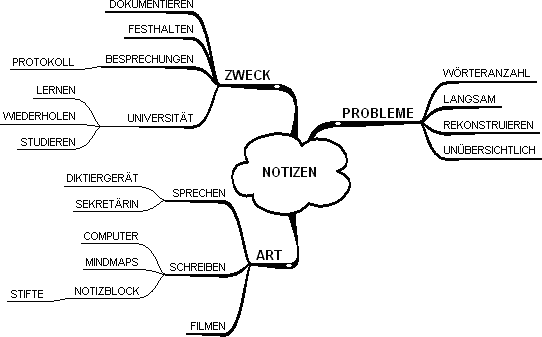 DOKUMENTIEREN
FESTHALTEN
PROTOKOLL
BESPRECHUNGEN
ZWECK
LERNEN
WIEDERHOLEN
UNIVERSITÄT
STUDIEREN
PROBLEME
WÖRTERANZAHL
LANGSAM
REKONSTRUIEREN
UNÜBERSICHTLICH
NOTIZEN
DIKTIERGERÄT
SPRECHEN
SEKRETÄRIN
COMPUTER
MINDMAPS
SCHREIBEN
STIFTE
NOTIZBLOCK
ART
FILMEN